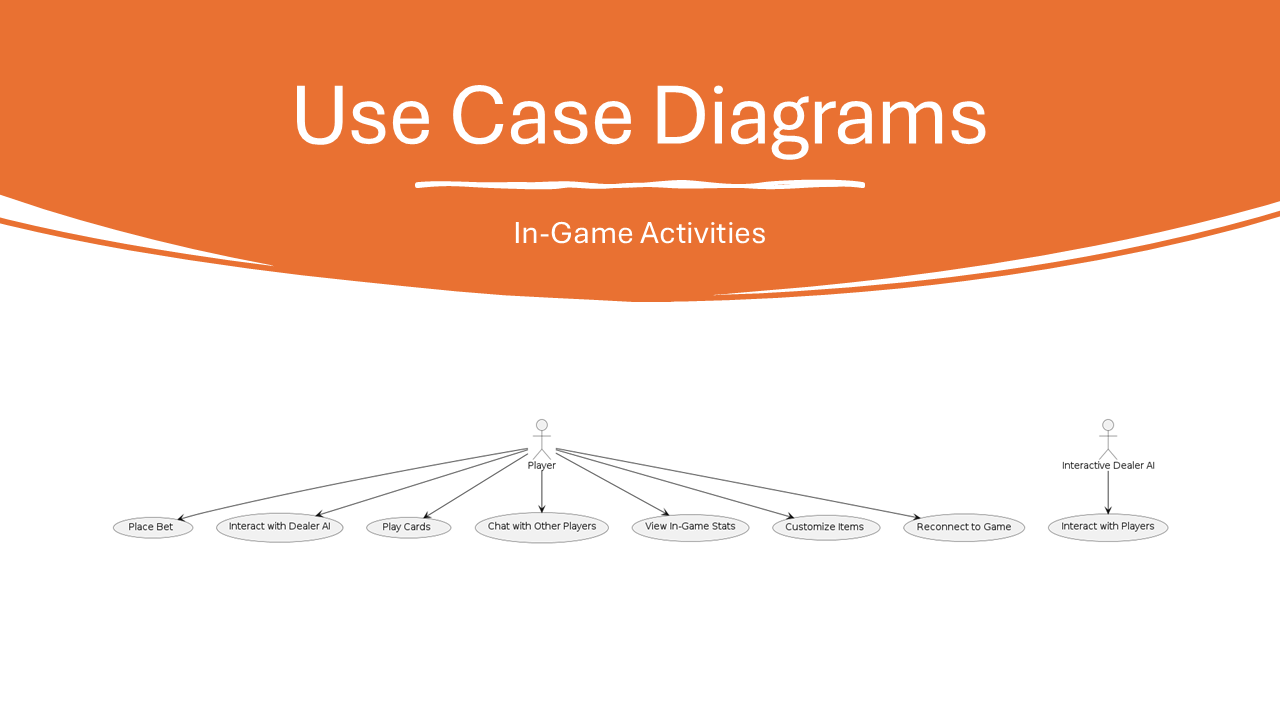 Use Case Diagrams
In-Game Activities
Player
Interactive Dealer AI
Place Bet
Interact with Dealer AI
Play Cards
Chat with Other Players
View In-Game Stats
Customize Items
Reconnect to Game
Interact with Players